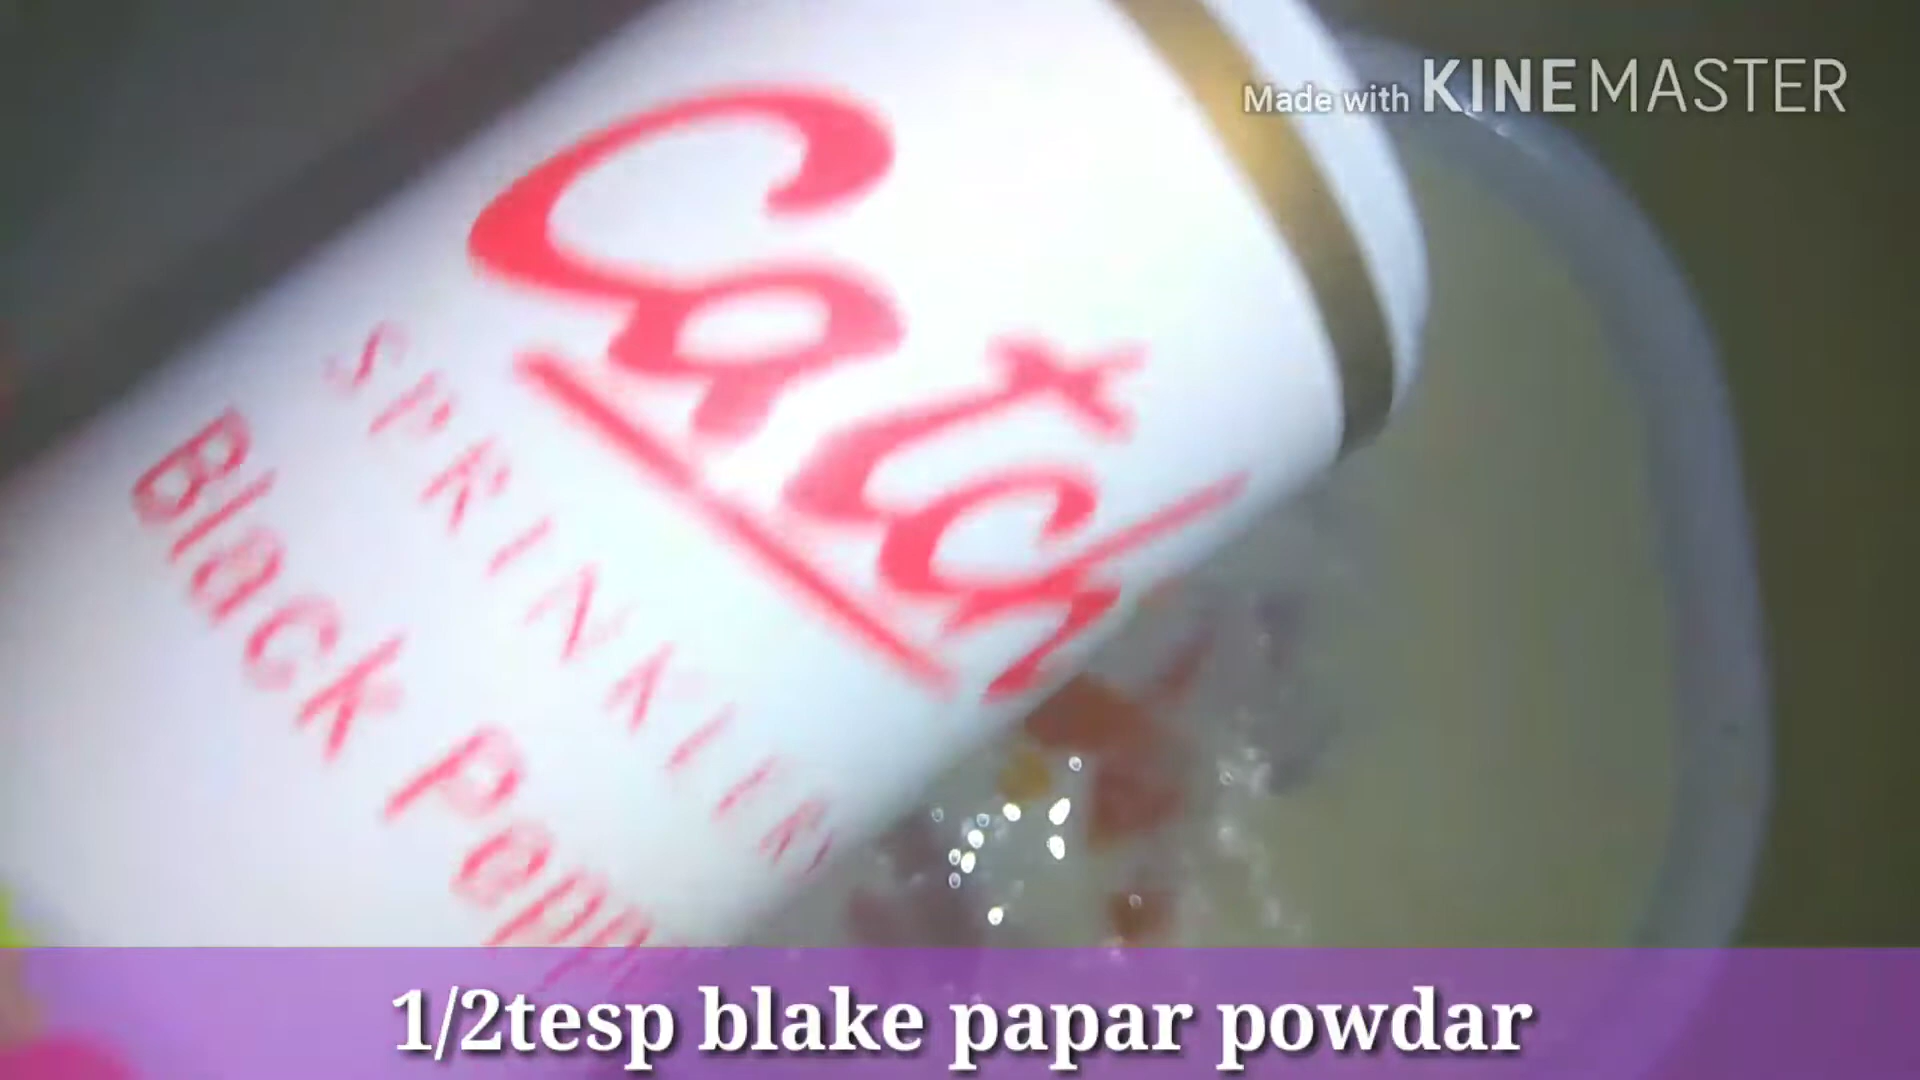 Made with KINEMASTER
Catch
SPRINKLER
Black Pepp
1/2tesp blake papar powdar